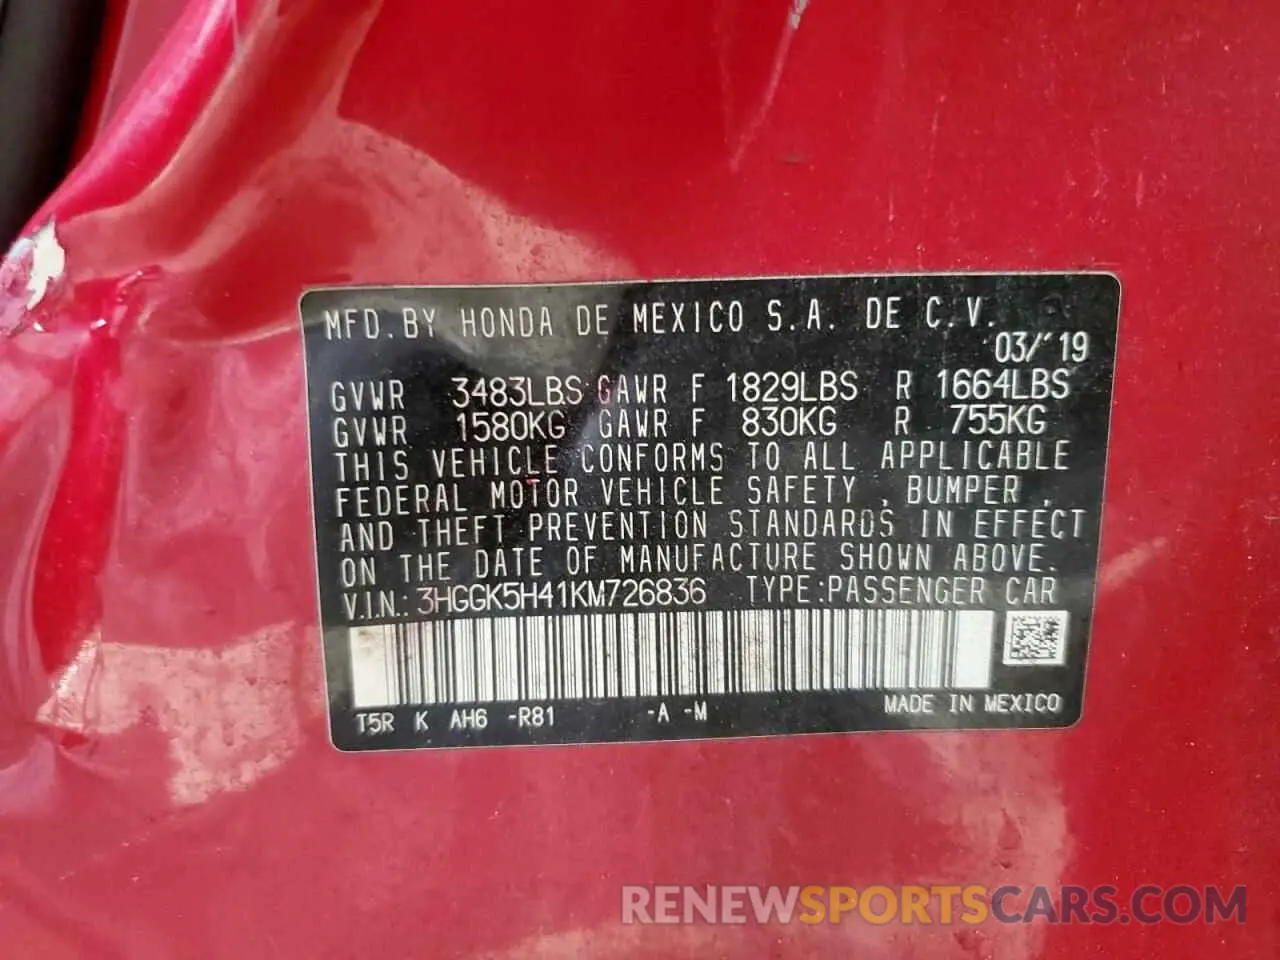 MFD. BY HONDA DE MEXICO S.A. DE C.V.
03/'19
GVWR 3483LBS GAWR F 1829LBS R 1664LBS
GVWR 1580KG GAWR F 830KG R 755KG
THIS VEHICLE CONFORMS TO ALL APPLICABLE
FEDERAL MOTOR VEHICLE SAFETY , BUMPER ,
AND THEFT PREVENTION STANDARDS IN EFFECT
ON THE DATE OF MANUFACTURE SHOWN ABOVE.
V.I.N.: 3HGGK5H41KM726836 TYPE:PASSENGER CAR
T5R K AH6 -R81 -A -M MADE IN MEXICO
RENEWSPORTSCARS.COM